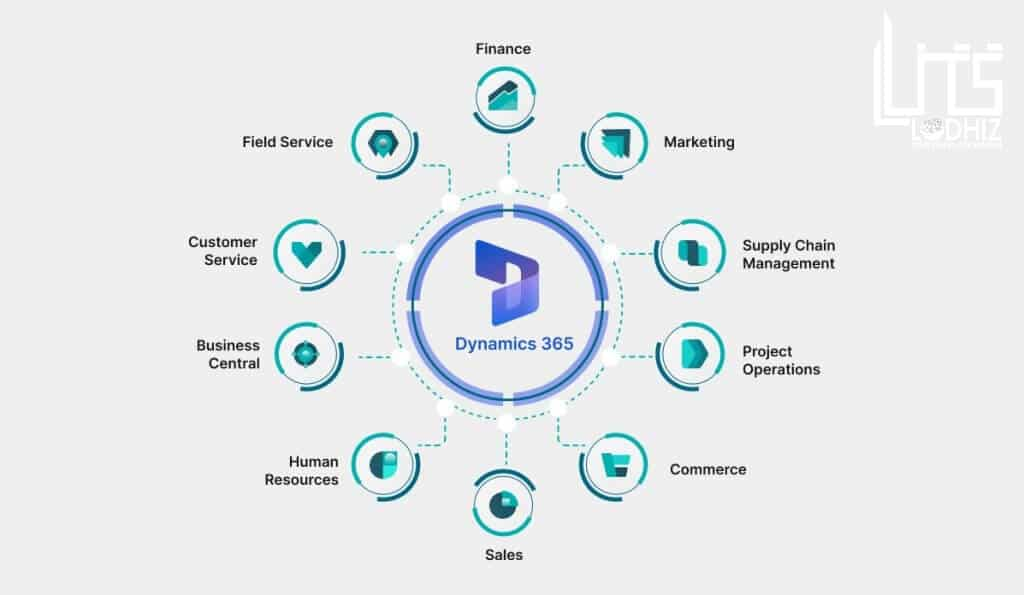 Finance
Field Service
Marketing
Customer
Service
Supply Chain
Management
Dynamics 365
Business
Central
Project
Operations
Human
Resources
Commerce
Sales
LODHIZ